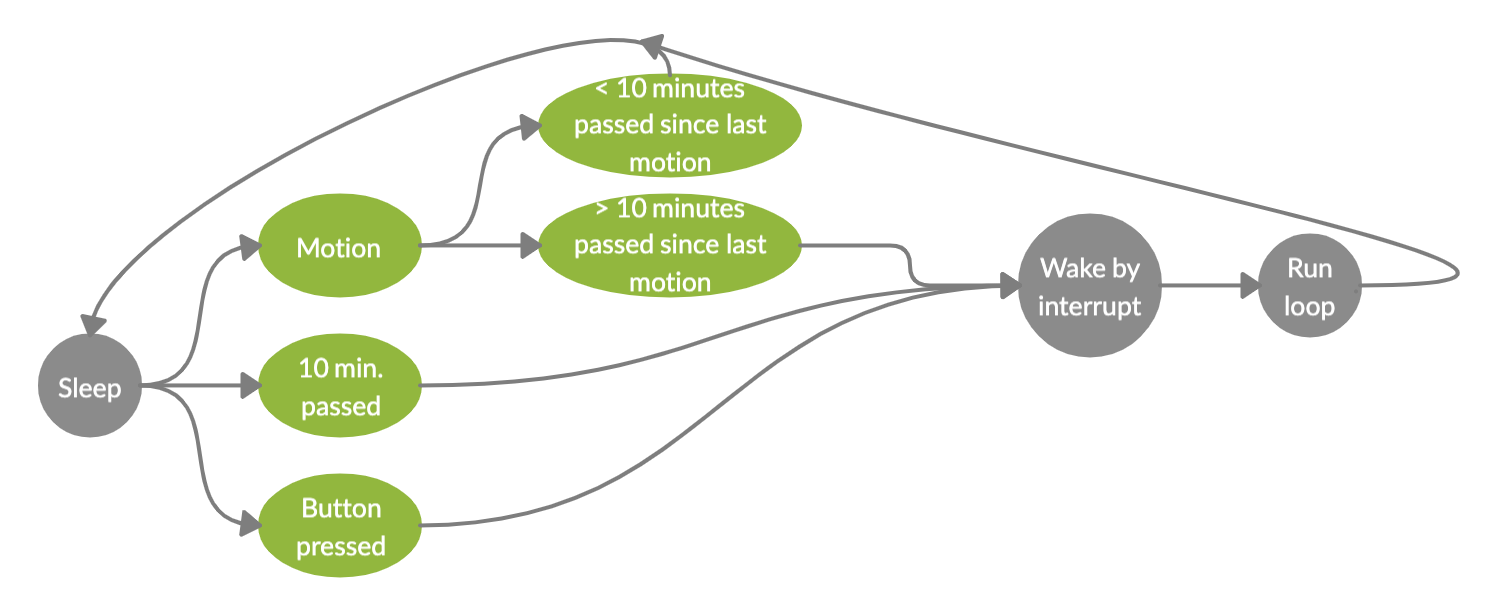 < 10 minutes
passed since last
motion
Motion
> 10 minutes
passed since last
motion
Wake by
interrupt
Run
loop
Sleep
10 min.
passed
Button
pressed